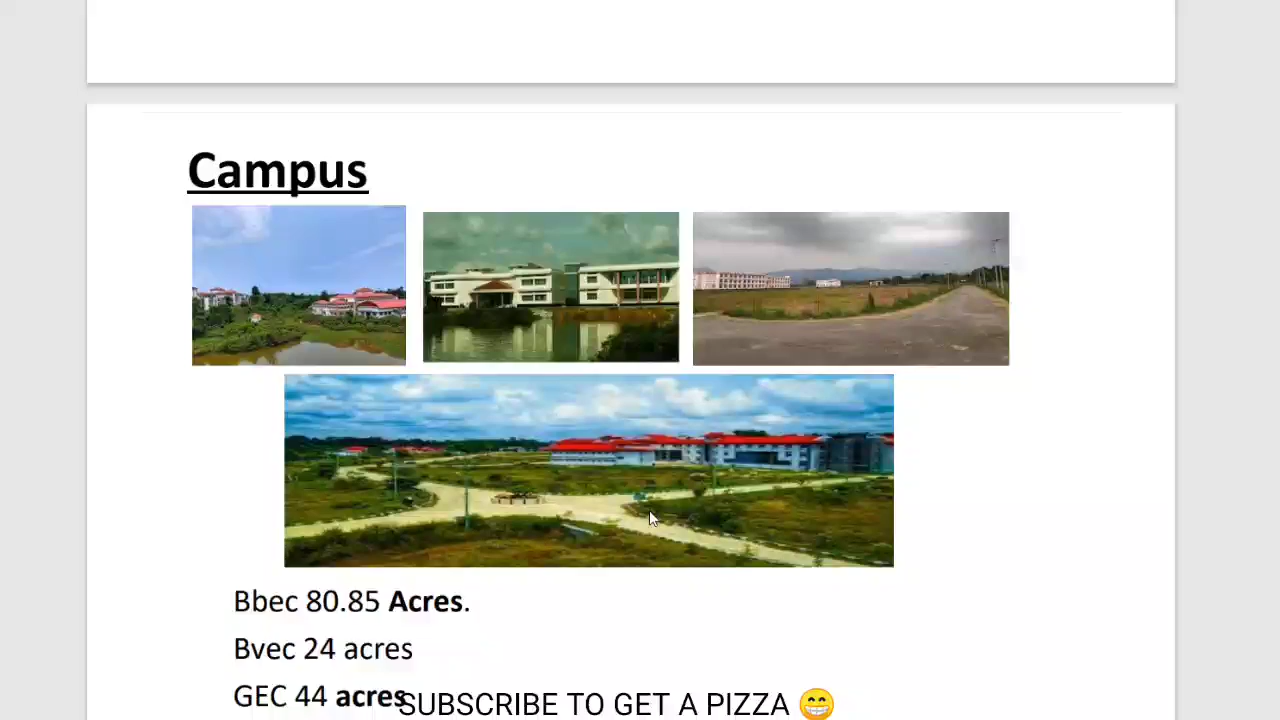 Campus
Bbec 80.85 Acres.
Bvec 24 acres
GEC 44 acres
SUBSCRIBE TO GET A PIZZA 😁